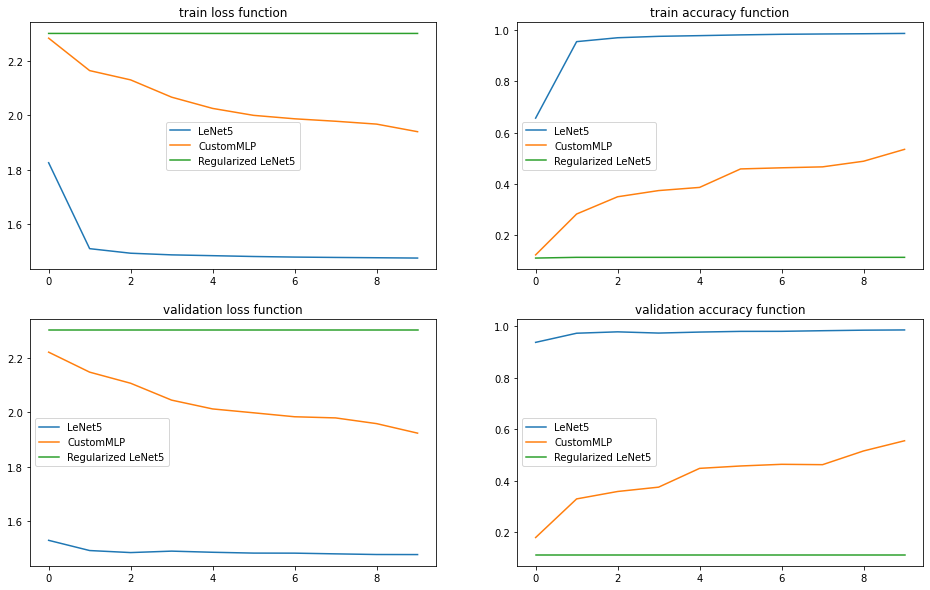 train loss function
2.2
2.0
1.8
1.6
LeNet5
CustomMLP
Regularized LeNet5
0 2 4 6 8
train accuracy function
1.0
0.8
0.6
0.4
0.2
LeNet5
CustomMLP
Regularized LeNet5
0 2 4 6 8
validation loss function
2.2
2.0
1.8
1.6
LeNet5
CustomMLP
Regularized LeNet5
0 2 4 6 8
validation accuracy function
1.0
0.8
0.6
0.4
0.2
LeNet5
CustomMLP
Regularized LeNet5
0 2 4 6 8